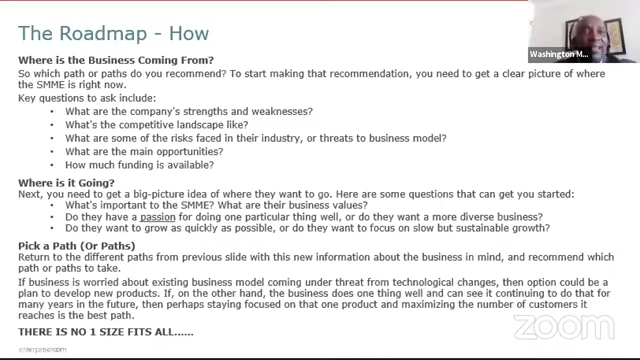 The Roadmap - How
Washington M...
Where is the Business Coming From?
So which path or paths do you recommend? To start making that recommendation, you need to get a clear picture of where
the SMME is right now.
Key questions to ask include:
• What are the company's strengths and weaknesses?
• What's the competitive landscape like?
• What are some of the risks faced in their industry, or threats to business model?
• What are the main opportunities?
• How much funding is available?
Where is it Going?
Next, you need to get a big-picture idea of where they want to go. Here are some questions that can get you started:
• What's important to the SMME? What are their business values?
• Do they have a passion for doing one particular thing well, or do they want a more diverse business?
• Do they want to grow as quickly as possible, or do they want to focus on slow but sustainable growth?
Pick a Path (Or Paths)
Return to the different paths from previous slide with this new information about the business in mind, and recommend which
path or paths to take.
If business is worried about existing business model coming under threat from technological changes, then option could be a
plan to develop new products. If, on the other hand, the business does one thing well and can see it continuing to do that for
many years in the future, then perhaps staying focused on that one product and maximizing the number of customers it
reaches is the best path.
THERE IS NO 1 SIZE FITS ALL......
zoom